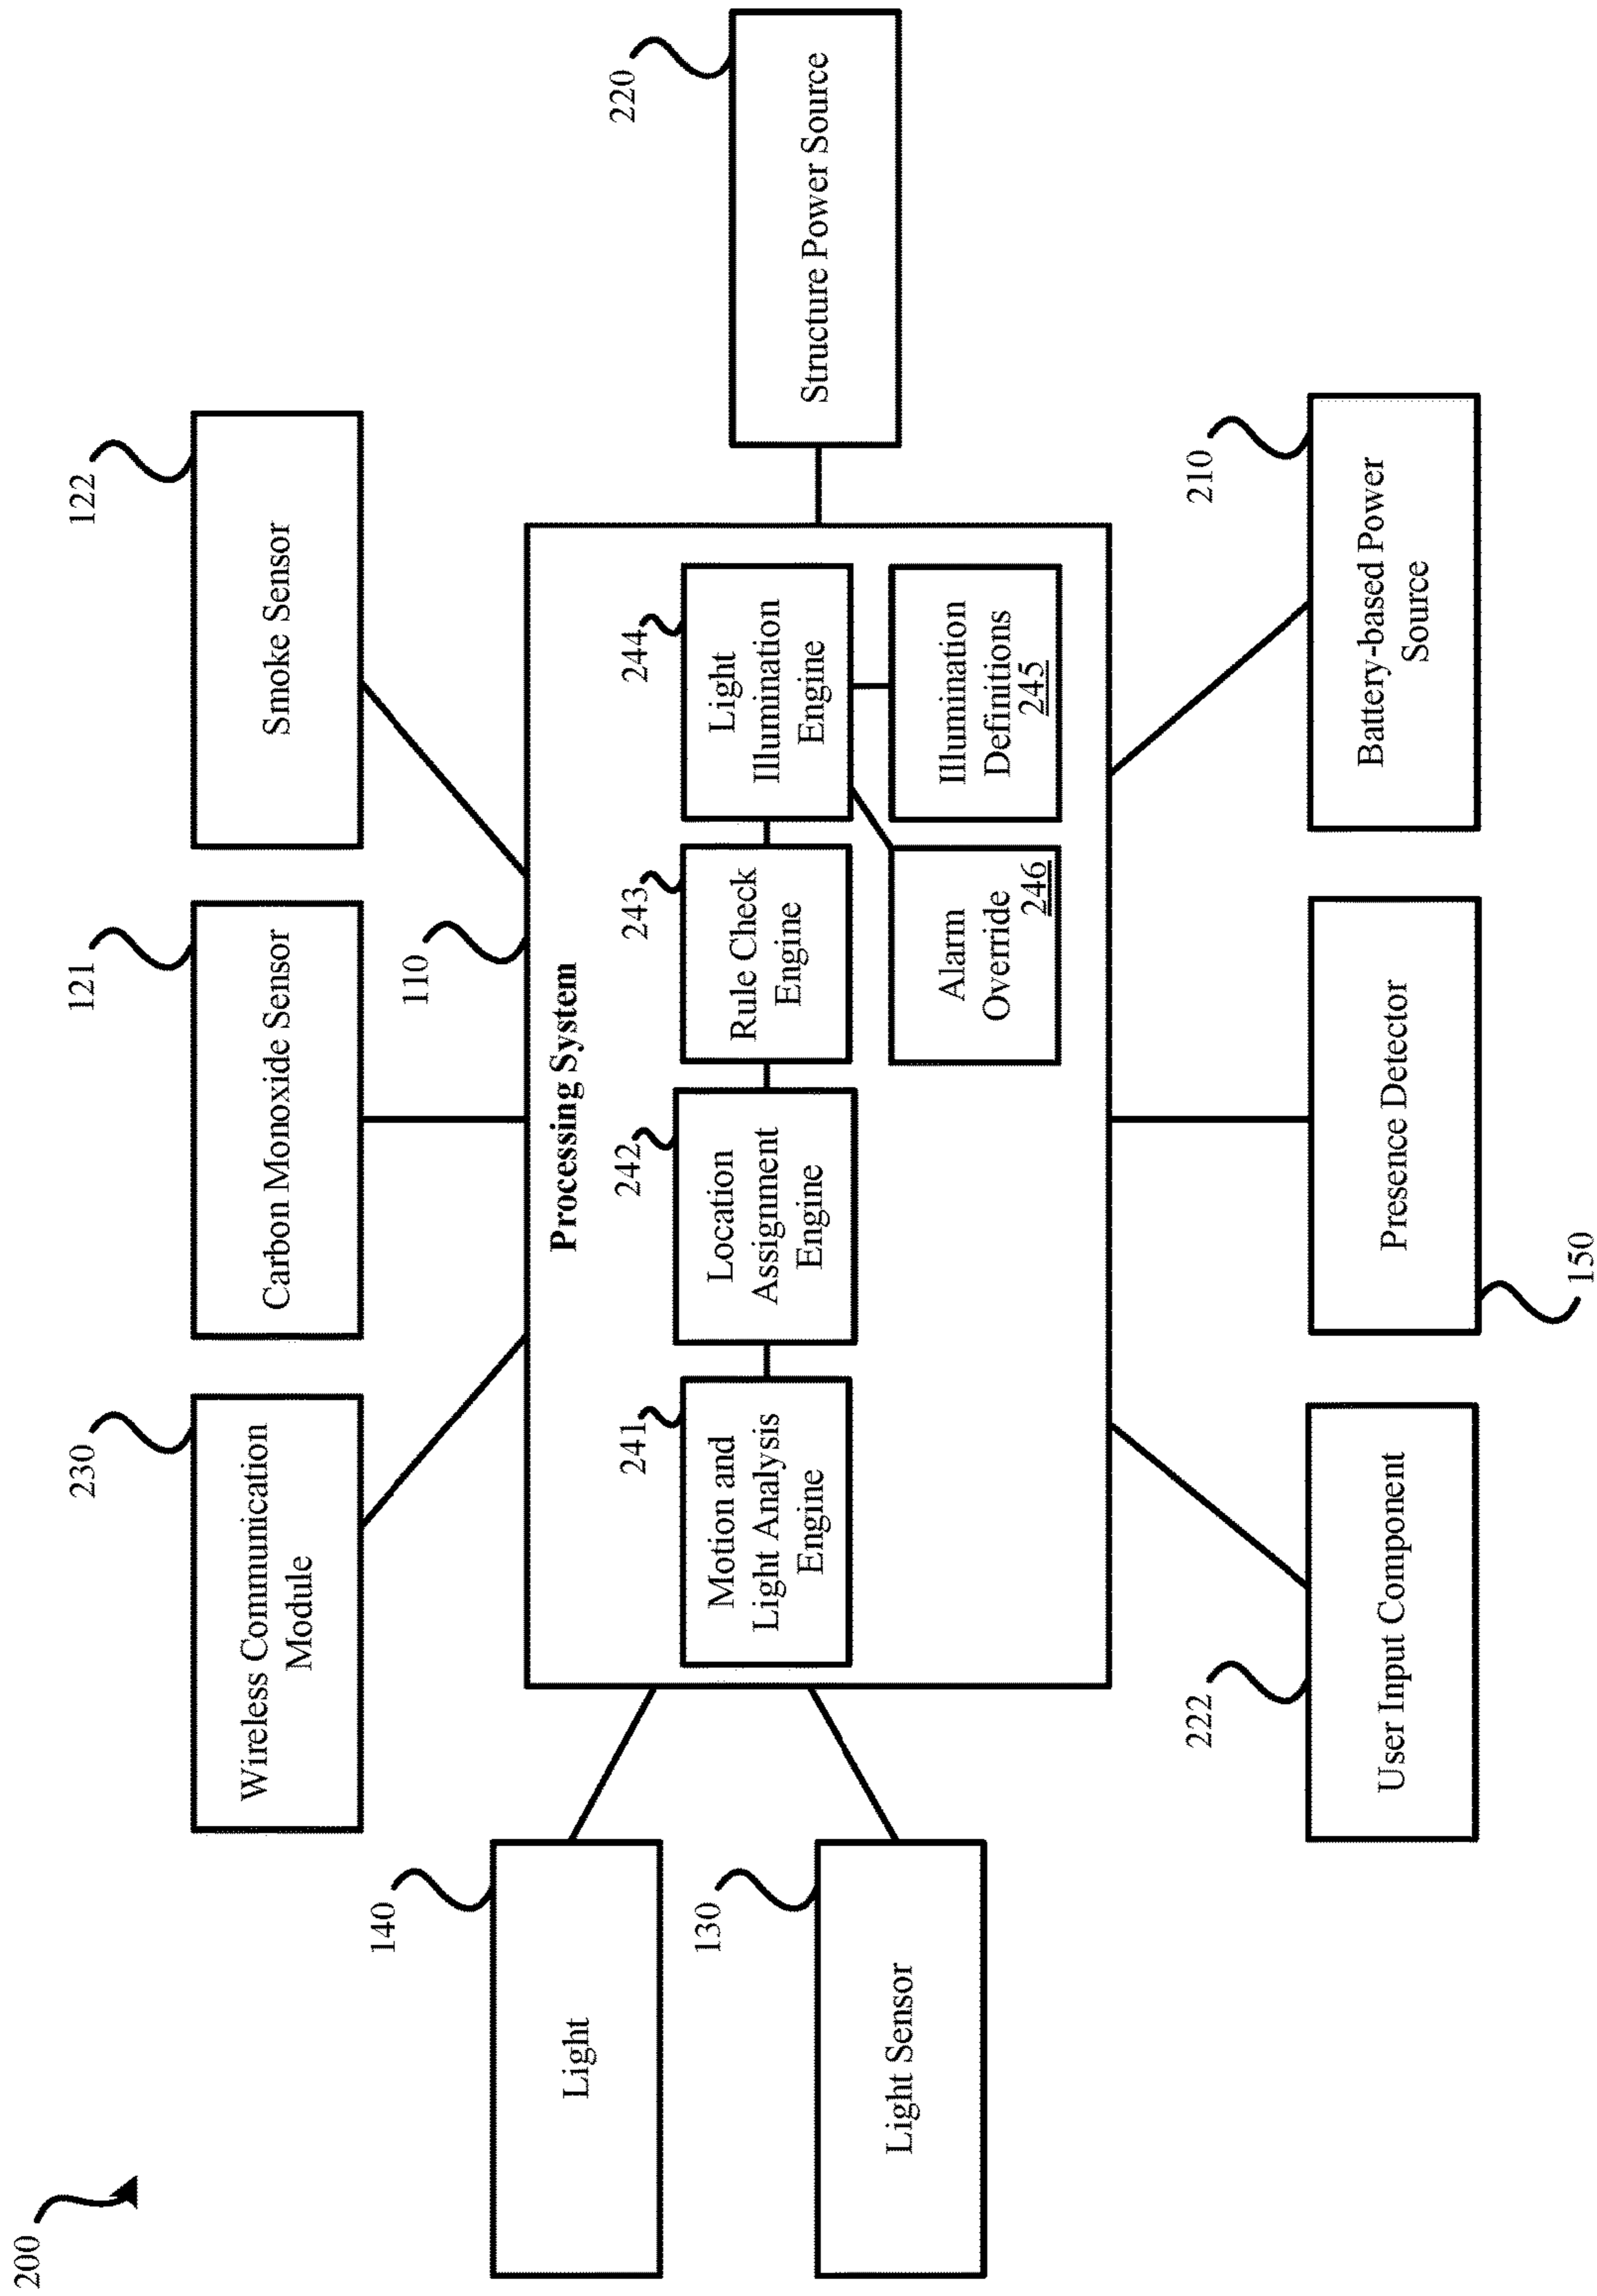 200
230
Wireless Communication
Module
121
Carbon Monoxide Sensor
122
Smoke Sensor
140
Light
130
Light Sensor
110
Processing System
241
Motion and
Light Analysis
Engine
242
Location
Assignment
Engine
243
Rule Check
Engine
244
Light
Illumination
Engine
Alarm
Override
246
Illumination
Definitions
245
220
Structure Power Source
222
User Input Component
Presence Detector
150
210
Battery-based Power
Source